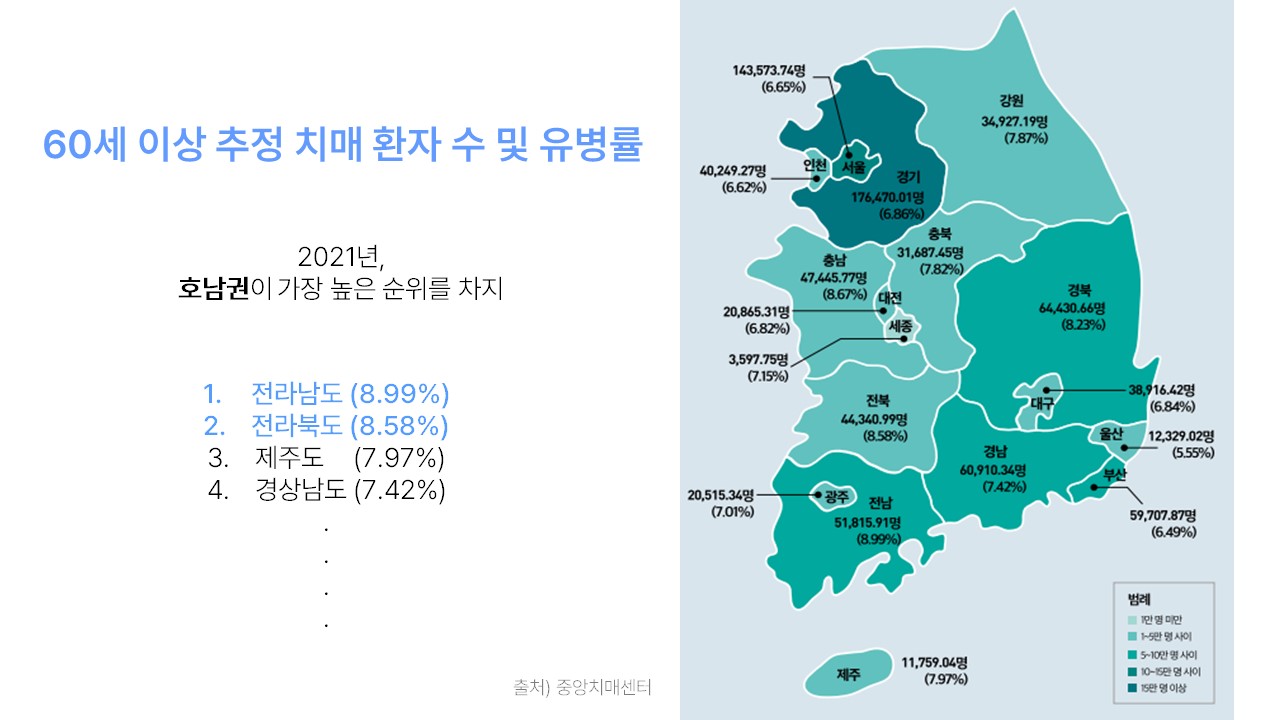 60세 이상 추정 치매 환자 수 및 유병률
2021년,
호남권이 가장 높은 순위를 차지
1. 전라남도 (8.99%)
2. 전라북도 (8.58%)
3. 제주도 (7.97%)
4. 경상남도 (7.42%)
.
.
.
.
출처) 중앙치매센터
143,573.74명
(6.65%)
서울
강원
34,927.19명
(7.87%)
40,249.27명
(6.62%)
인천
경기
176,470.01명
(6.86%)
충북
31,687.45명
(7.82%)
충남
47,445.77명
(8.67%)
대전
20,865.31명
(6.82%)
세종
3,597.75명
(7.15%)
경북
64,430.66명
(8.23%)
대구
38,916.42명
(6.84%)
전북
44,340.99명
(8.58%)
울산
12,329.02명
(5.55%)
경남
60,910.34명
(7.42%)
부산
59,707.87명
(6.49%)
20,515.34명
(7.01%)
광주
전남
51,815.91명
(8.99%)
제주
11,759.04명
(7.97%)
범례
1만 명 미만
1~5만 명 사이
5~10만 명 사이
10~15만 명 사이
15만 명 이상